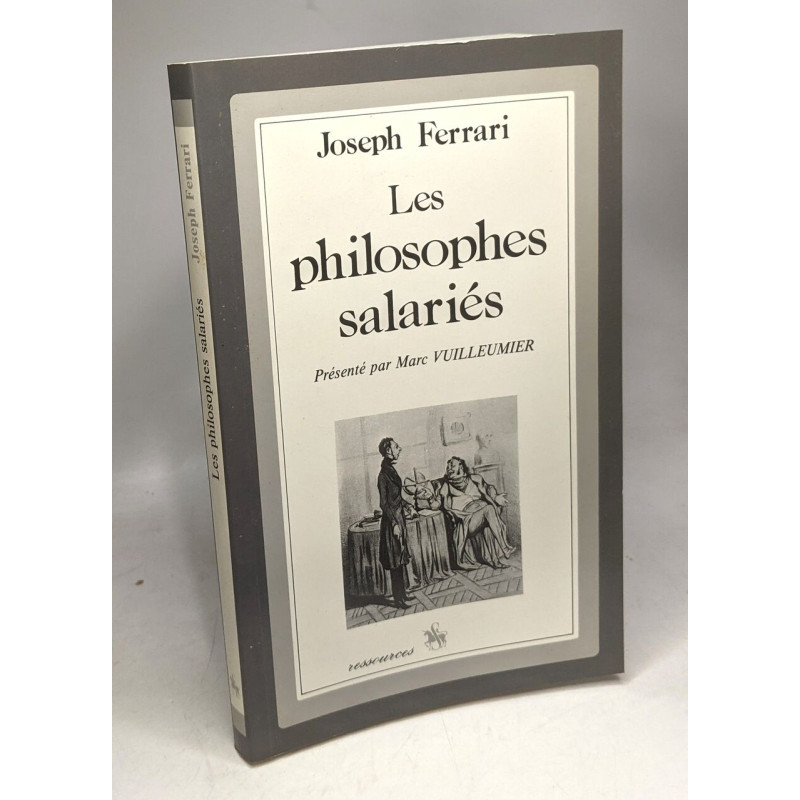 Joseph Ferrari
Les
philosophes
salariés
Présenté par Marc VUILLEUMIER
ressources
Les philosophes salariés
Joseph Ferrari